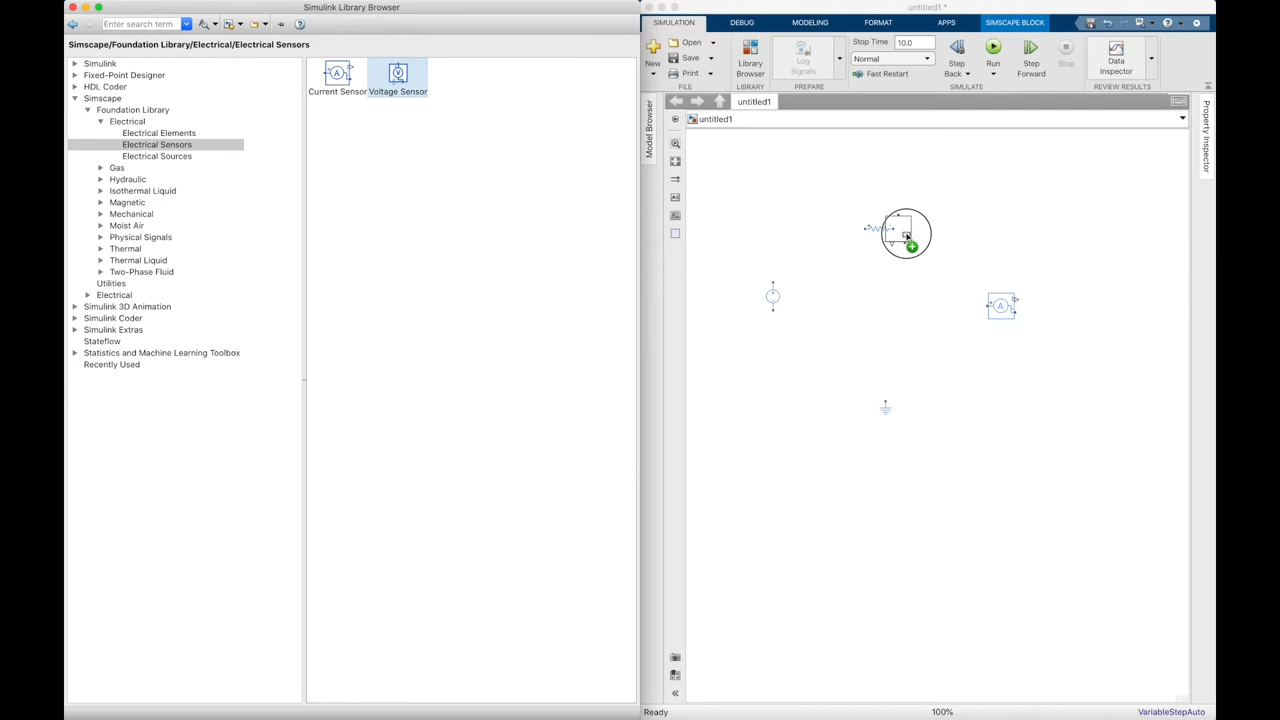 Simulink Library Browser
Enter search term
Simscape/Foundation Library/Electrical/Electrical Sensors
Simulink
Fixed-Point Designer
HDL Coder
Simscape
Foundation Library
Electrical
Electrical Elements
Electrical Sensors
Electrical Sources
Gas
Hydraulic
Isothermal Liquid
Magnetic
Mechanical
Moist Air
Physical Signals
Thermal
Thermal Liquid
Two-Phase Fluid
Utilities
Electrical
Simulink 3D Animation
Simulink Coder
Simulink Extras
Stateflow
Statistics and Machine Learning Toolbox
Recently Used
A
V
Current Sensor
Voltage Sensor
untitled1 *
SIMULATION
DEBUG
MODELING
FORMAT
APPS
SIMSCAPE BLOCK
New
Open
Save
Print
FILE
Library
Browser
LIBRARY
Log
Signals
PREPARE
Stop Time 10.0
Normal
Fast Restart
Step
Back
Run
Step
Forward
Stop
SIMULATE
Data
Inspector
REVIEW RESULTS
untitled1
untitled1
Model Browser
Property Inspector
A
Ready
100%
VariableStepAuto